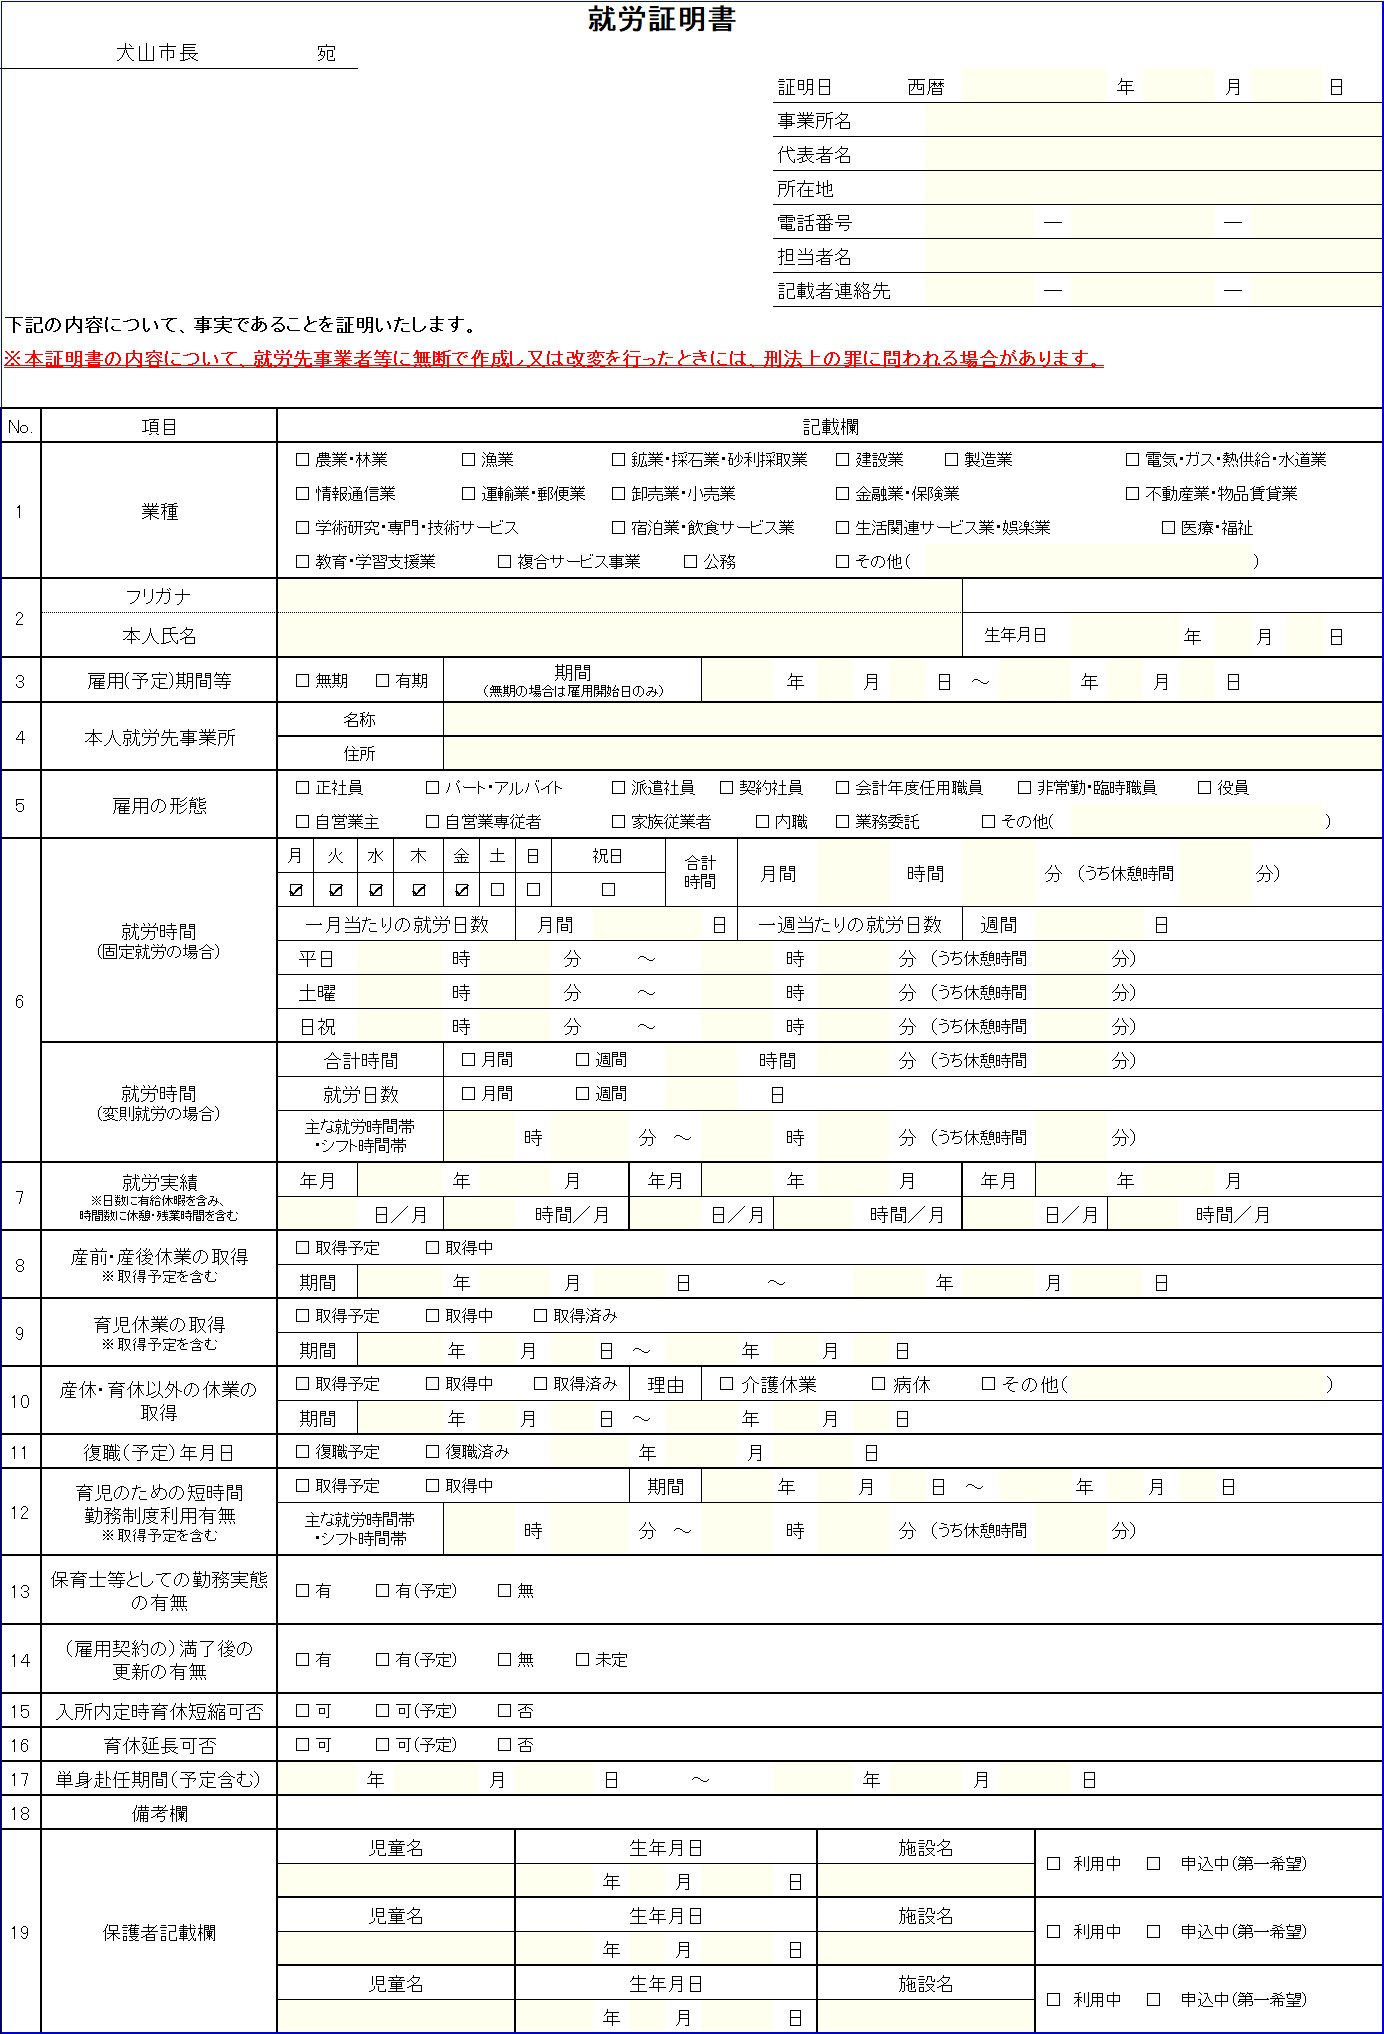 就労証明書
犬山市長 宛
証明日 西暦 年 月 日
事業所名
代表者名
所在地
電話番号 ― ―
担当者名
記載者連絡先 ― ―
下記の内容について、事実であることを証明いたします。
※本証明書の内容について、就労先事業者等に無断で作成し又は改変を行ったときには、刑法上の罪に問われる場合があります。
No. 項目 記載欄
1 業種
□ 農業・林業 □ 漁業 □ 鉱業・採石業・砂利採取業 □ 建設業 □ 製造業 □ 電気・ガス・熱供給・水道業
□ 情報通信業 □ 運輸業・郵便業 □ 卸売業・小売業 □ 金融業・保険業 □ 不動産業・物品賃貸業
□ 学術研究・専門・技術サービス □ 宿泊業・飲食サービス業 □ 生活関連サービス業・娯楽業 □ 医療・福祉
□ 教育・学習支援業 □ 複合サービス事業 □ 公務 □ その他( )
2 フリガナ
本人氏名 生年月日 年 月 日
3 雇用(予定)期間等 □ 無期 □ 有期 期間 年 月 日 ～ 年 月 日
(無期の場合は雇用開始日のみ)
4 本人就労先事業所
名称
住所
5 雇用の形態
□ 正社員 □ パート・アルバイト □ 派遣社員 □ 契約社員 □ 会計年度任用職員 □ 非常勤・臨時職員 □ 役員
□ 自営業主 □ 自営業専従者 □ 家族従業者 □ 内職 □ 業務委託 □ その他( )
6 就労時間
(固定就労の場合)
月 火 水 木 金 土 日 祝日
☑ ☑ ☑ ☑ ☑ □ □ □
合計
時間
月間 時間 分 (うち休憩時間 分)
一月当たりの就労日数 月間 日 一週当たりの就労日数 週間 日
平日 時 分 ～ 時 分 (うち休憩時間 分)
土曜 時 分 ～ 時 分 (うち休憩時間 分)
日祝 時 分 ～ 時 分 (うち休憩時間 分)
就労時間
(変則就労の場合)
合計時間 □ 月間 □ 週間 時間 分 (うち休憩時間 分)
就労日数 □ 月間 □ 週間 日
主な就労時間帯
・シフト時間帯
時 分 ～ 時 分 (うち休憩時間 分)
7 就労実績
※日数に有給休暇を含み、
時間数に休憩・残業時間を含む
年月 年 月 年月 年 月 年月 年 月
日／月 時間／月 日／月 時間／月 日／月 時間／月
8 産前・産後休業の取得
※取得予定を含む
□ 取得予定 □ 取得中
期間 年 月 日 ～ 年 月 日
9 育児休業の取得
※取得予定を含む
□ 取得予定 □ 取得中 □ 取得済み
期間 年 月 日 ～ 年 月 日
10 産休・育休以外の休業の
取得
□ 取得予定 □ 取得中 □ 取得済み 理由 □ 介護休業 □ 病休 □ その他( )
期間 年 月 日 ～ 年 月 日
11 復職(予定)年月日 □ 復職予定 □ 復職済み 年 月 日
12 育児のための短時間
勤務制度利用有無
※取得予定を含む
□ 取得予定 □ 取得中 期間 年 月 日 ～ 年 月 日
主な就労時間帯
・シフト時間帯
時 分 ～ 時 分 (うち休憩時間 分)
13 保育士等としての勤務実態
の有無
□ 有 □ 有(予定) □ 無
14 (雇用契約の)満了後の
更新の有無
□ 有 □ 有(予定) □ 無 □ 未定
15 入所内定時育休短縮可否 □ 可 □ 可(予定) □ 否
16 育休延長可否 □ 可 □ 可(予定) □ 否
17 単身赴任期間(予定含む) 年 月 日 ～ 年 月 日
18 備考欄
19 保護者記載欄
児童名 生年月日 施設名
年 月 日
□ 利用中 □ 申込中(第一希望)
児童名 生年月日 施設名
年 月 日
□ 利用中 □ 申込中(第一希望)
児童名 生年月日 施設名
年 月 日
□ 利用中 □ 申込中(第一希望)